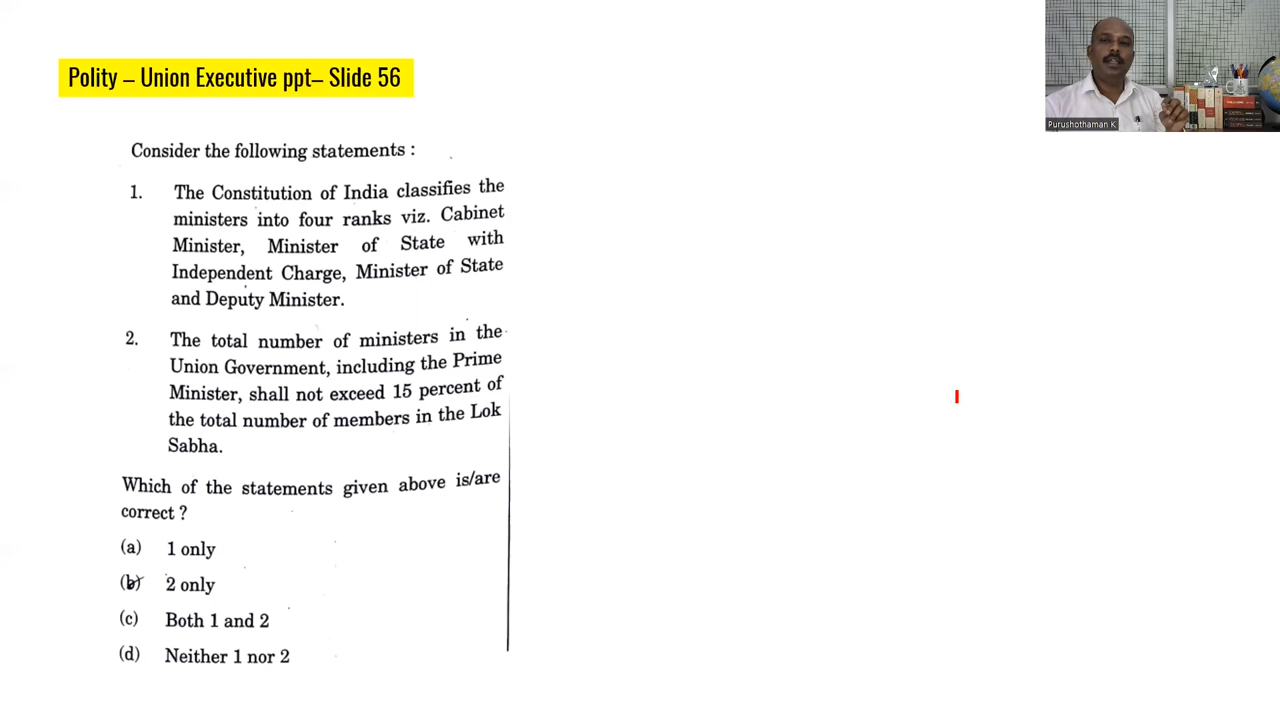 Polity – Union Executive ppt– Slide 56
Purushothaman K
Consider the following statements :
1. The Constitution of India classifies the
ministers into four ranks viz. Cabinet
Minister, Minister of State with
Independent Charge, Minister of State
and Deputy Minister.
2. The total number of ministers in the
Union Government, including the Prime
Minister, shall not exceed 15 percent of
the total number of members in the Lok
Sabha.
Which of the statements given above is/are
correct ?
(a) 1 only
(b) 2 only
(c) Both 1 and 2
(d) Neither 1 nor 2